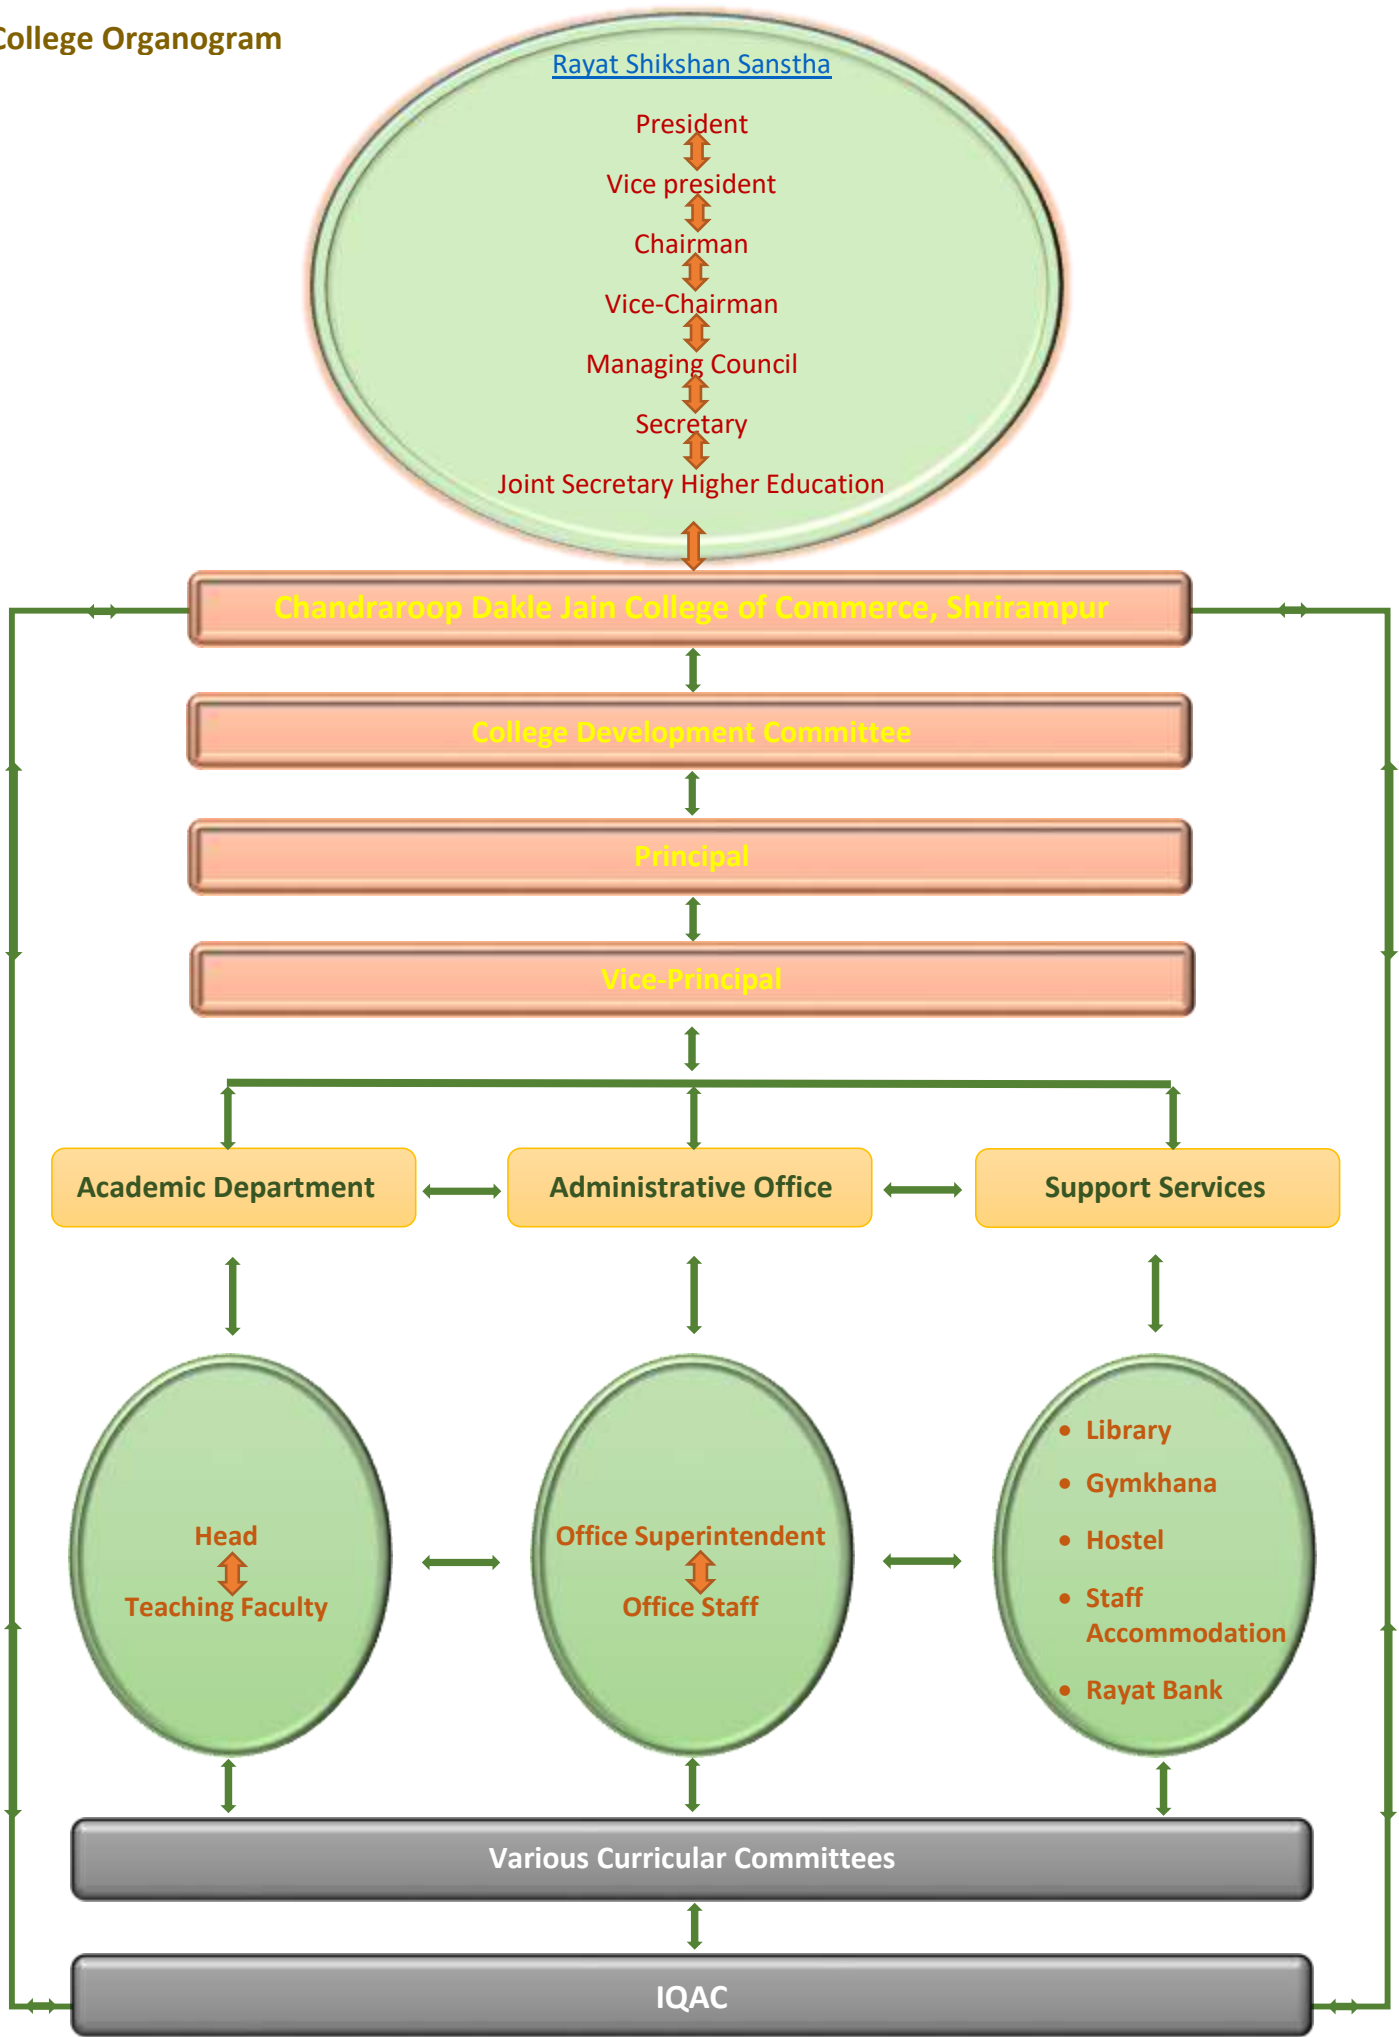 College Organogram
Rayat Shikshan Sanstha
President
Vice president
Chairman
Vice-Chairman
Managing Council
Secretary
Joint Secretary Higher Education
Chandraroop Dakle Jain College of Commerce, Shrirampur
College Development Committee
Principal
Vice-Principal
Academic Department
Administrative Office
Support Services
Head
Teaching Faculty
Office Superintendent
Office Staff
• Library
• Gymkhana
• Hostel
• Staff
Accommodation
• Rayat Bank
Various Curricular Committees
IQAC